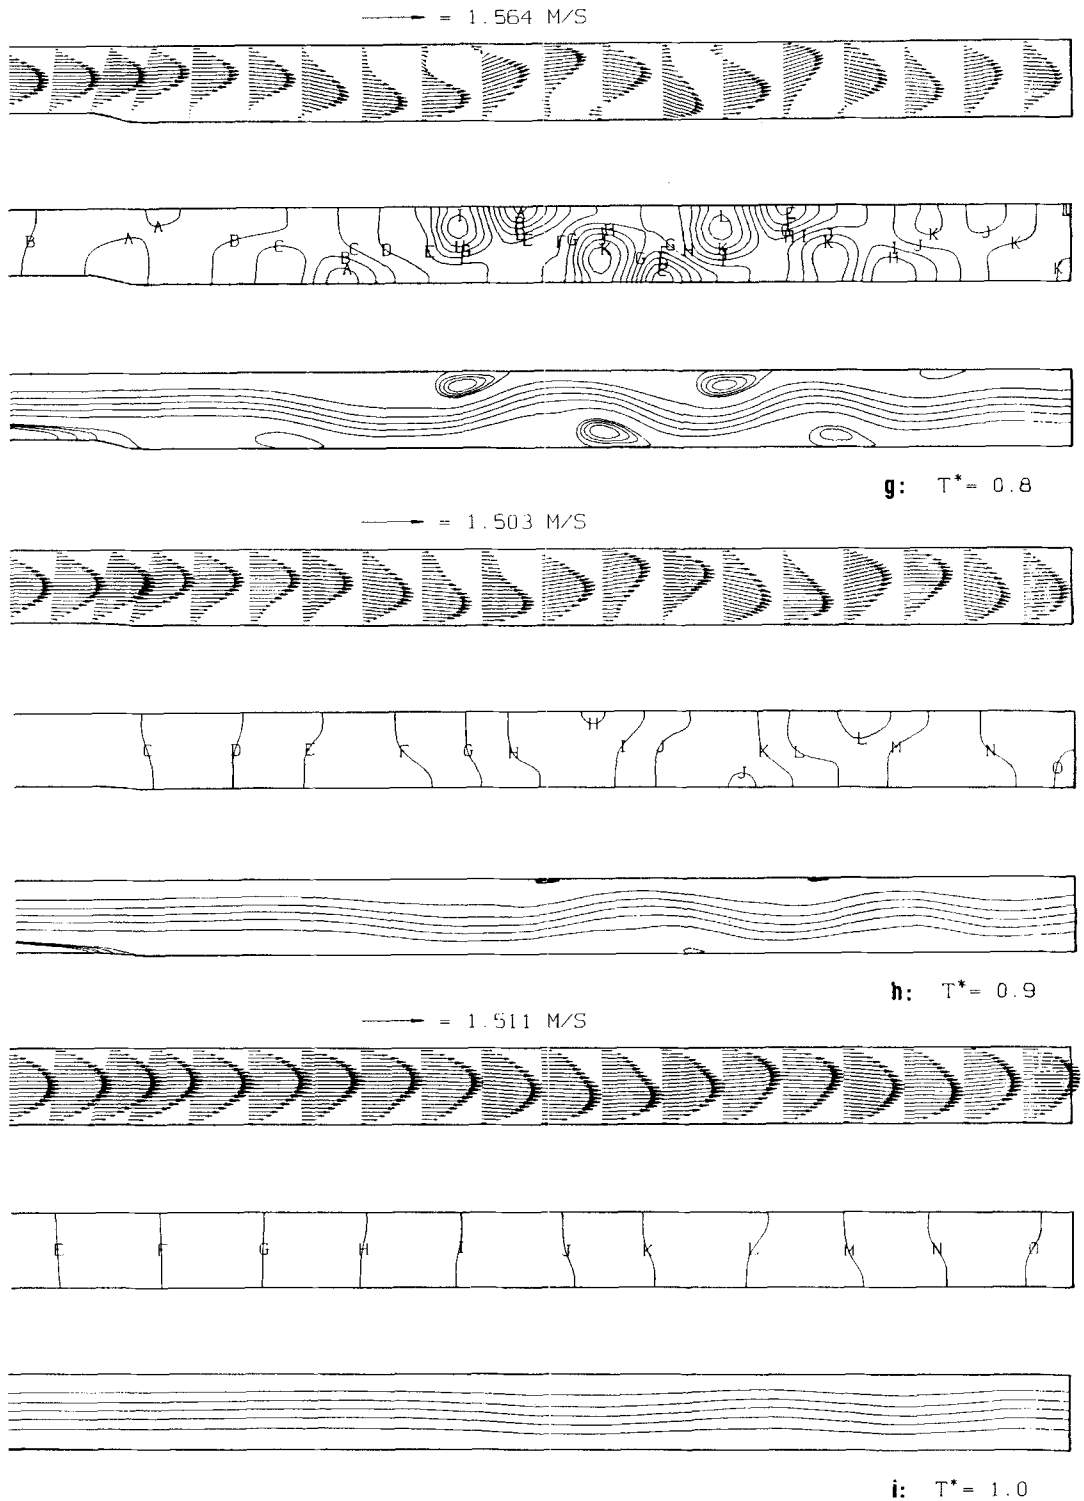 = 1.564 M/S
B A A B C B A C D E
g: T*= 0.8
= 1.503 M/S
C D E F G H H I J J K L L M N O
h: T*= 0.9
= 1.511 M/S
E F G H I J K L M N O
i: T*= 1.0